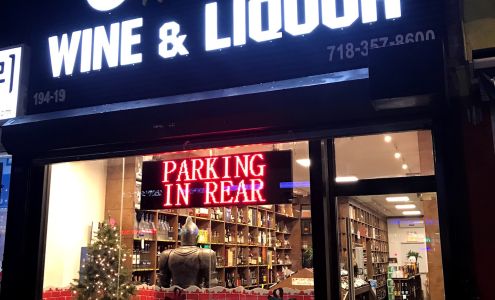 WINE & LIQUOR
718-357-8600
194-19
PARKING
IN REAR